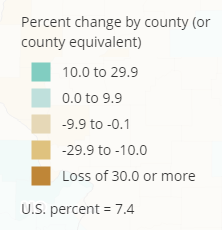 Percent change by county (or
county equivalent)
10.0 to 29.9
0.0 to 9.9
-9.9 to -0.1
-29.9 to -10.0
Loss of 30.0 or more
U.S. percent = 7.4